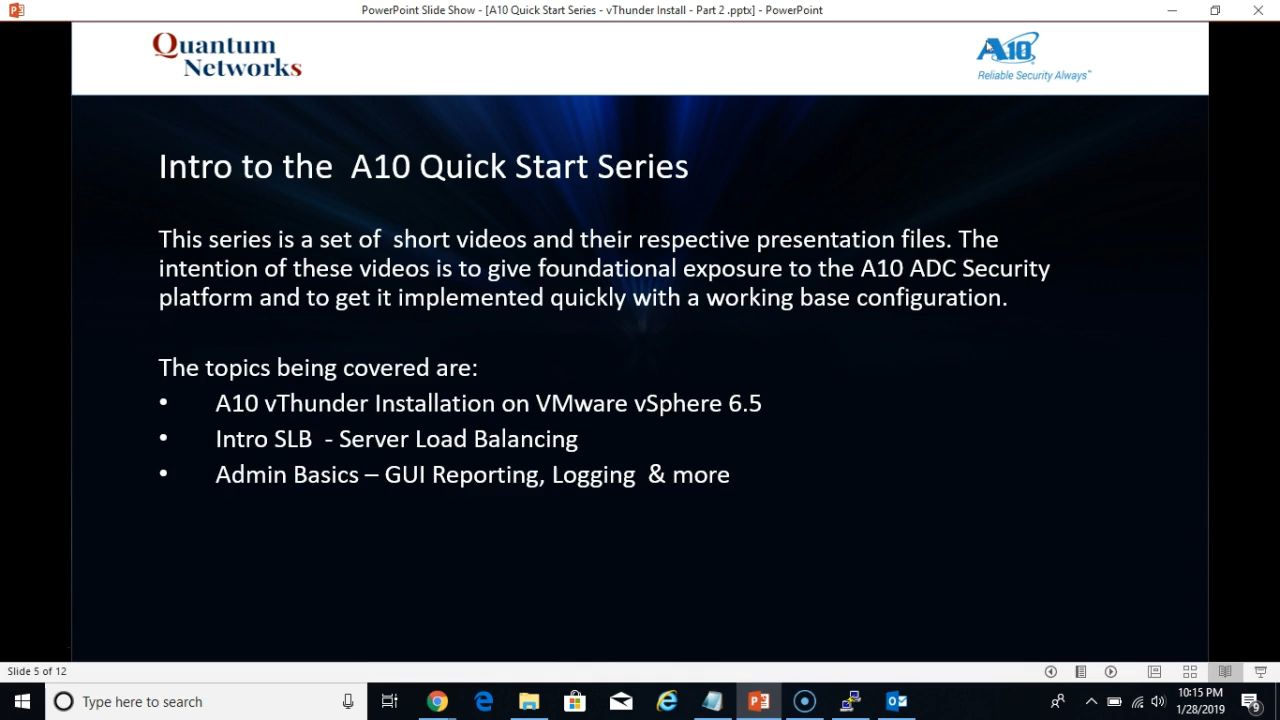 PowerPoint Slide Show - [A10 Quick Start Series - vThunder Install - Part 2 .pptx] - PowerPoint
Quantum
Networks
A10
Reliable Security Always™
Intro to the A10 Quick Start Series
This series is a set of short videos and their respective presentation files. The
intention of these videos is to give foundational exposure to the A10 ADC Security
platform and to get it implemented quickly with a working base configuration.
The topics being covered are:
• A10 vThunder Installation on VMware vSphere 6.5
• Intro SLB - Server Load Balancing
• Admin Basics – GUI Reporting, Logging & more
Slide 5 of 12
Type here to search
10:15 PM
1/28/2019
9